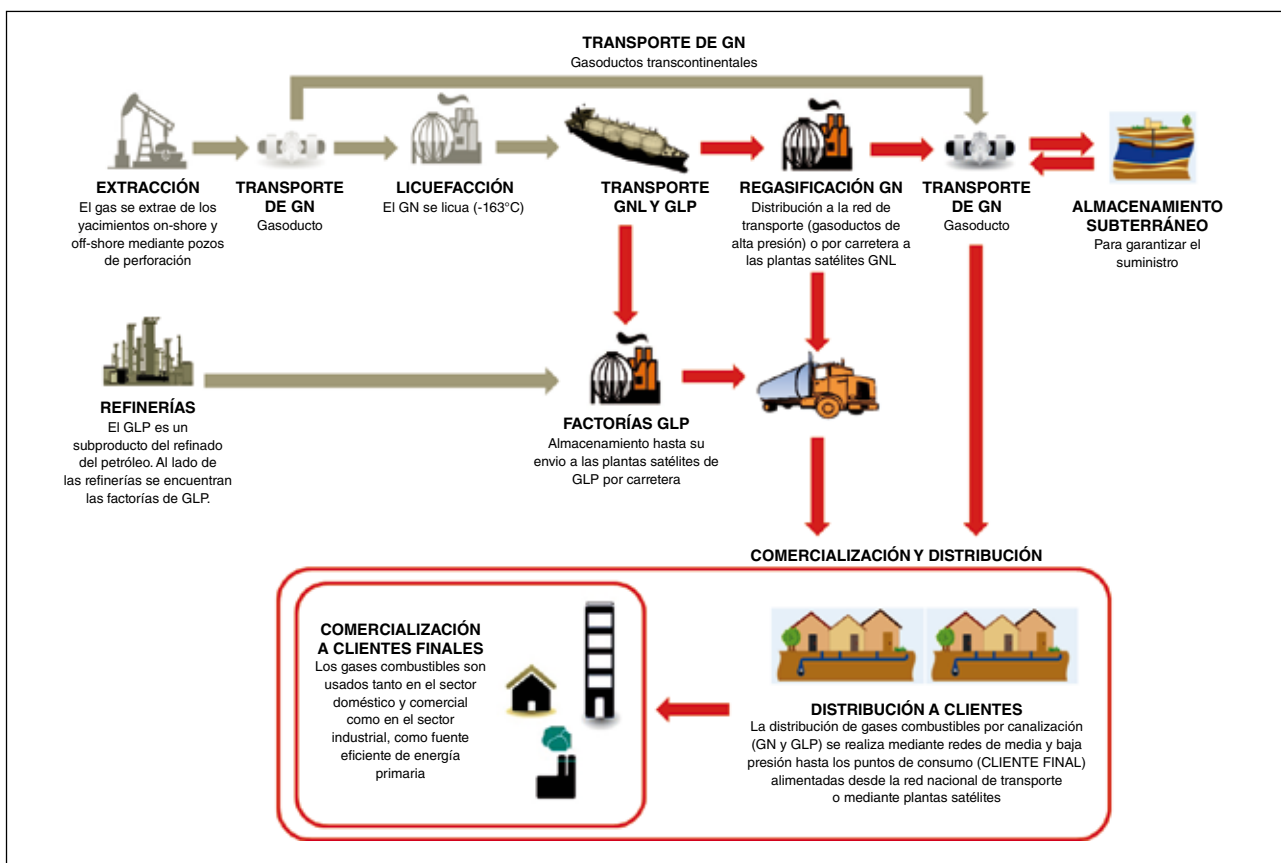 TRANSPORTE DE GN
Gasoductos transcontinentales
EXTRACCIÓN
El gas se extrae de los
yacimientos on-shore y
off-shore mediante pozos
de perforación
TRANSPORTE
DE GN
Gasoducto
LICUEFACCIÓN
El GN se licua (-163°C)
TRANSPORTE
GNL Y GLP
REGASIFICACIÓN GN
Distribución a la red de
transporte (gasoductos de
alta presión) o por carretera a
las plantas satélites GNL
TRANSPORTE
DE GN
Gasoducto
ALMACENAMIENTO
SUBTERRÁNEO
Para garantizar el
suministro
REFINERÍAS
El GLP es un
subproducto del refinado
del petróleo. Al lado de
las refinerías se encuentran
las factorías de GLP.
FACTORÍAS GLP
Almacenamiento hasta su
envio a las plantas satélites de
GLP por carretera
COMERCIALIZACIÓN Y DISTRIBUCIÓN
COMERCIALIZACIÓN
A CLIENTES FINALES
Los gases combustibles son
usados tanto en el sector
doméstico y comercial
como en el sector
industrial, como fuente
eficiente de energía
primaria
DISTRIBUCIÓN A CLIENTES
La distribución de gases combustibles por canalización
(GN y GLP) se realiza mediante redes de media y baja
presión hasta los puntos de consumo (CLIENTE FINAL)
alimentadas desde la red nacional de transporte
o mediante plantas satélites